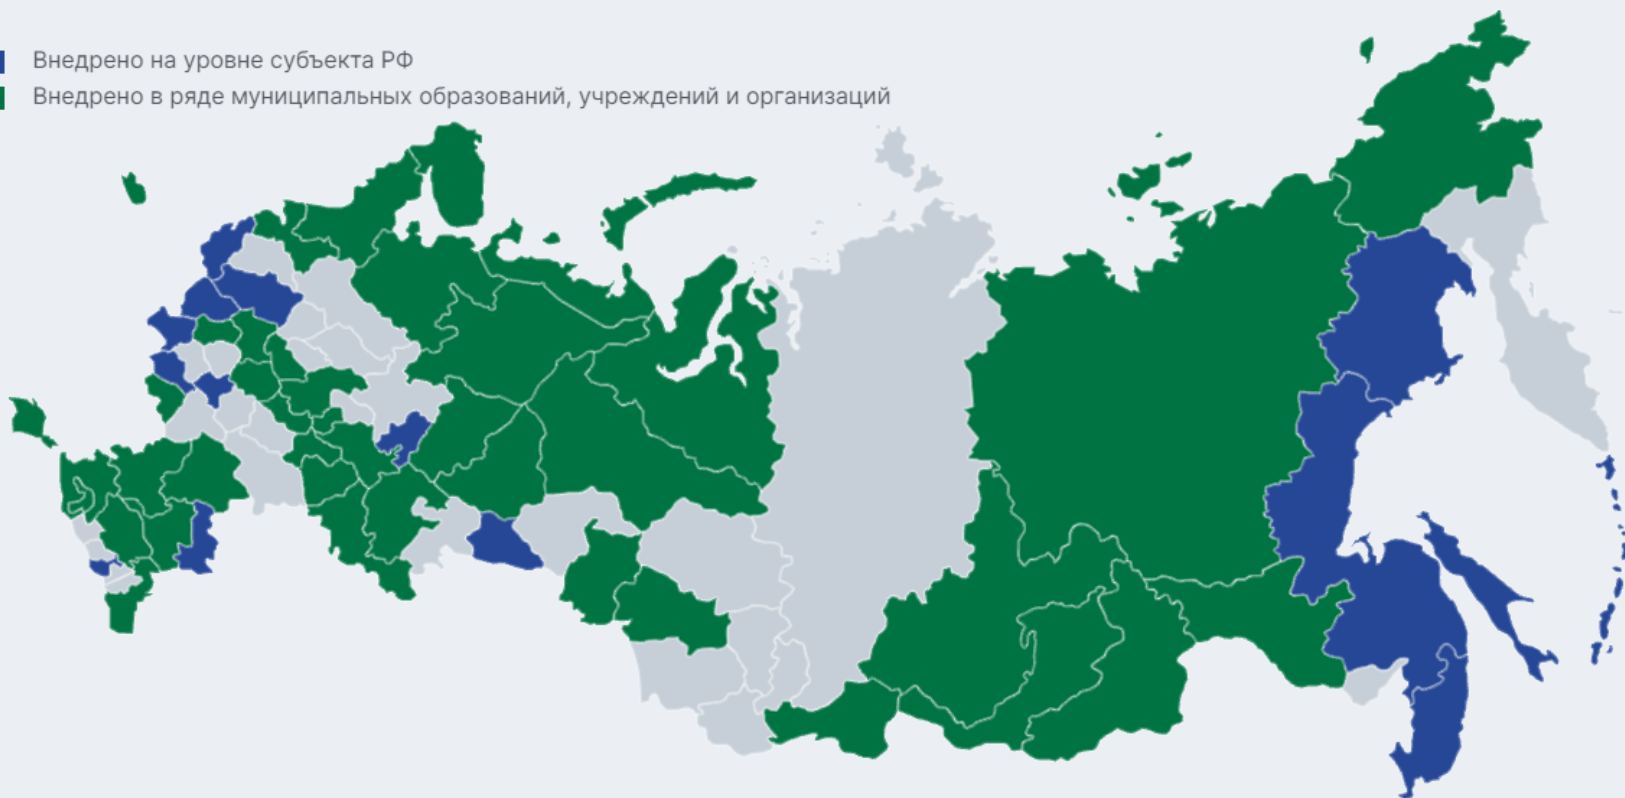 Внедрено на уровне субъекта РФ
Внедрено в ряде муниципальных образований, учреждений и организаций